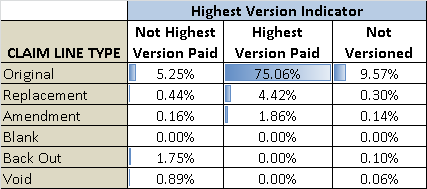 Highest Version Indicator
CLAIM LINE TYPE Not Highest Version Paid Highest Version Paid Not Versioned
Original 5.25% 75.06% 9.57%
Replacement 0.44% 4.42% 0.30%
Amendment 0.16% 1.86% 0.14%
Blank 0.00% 0.00% 0.00%
Back Out 1.75% 0.00% 0.10%
Void 0.89% 0.00% 0.06%